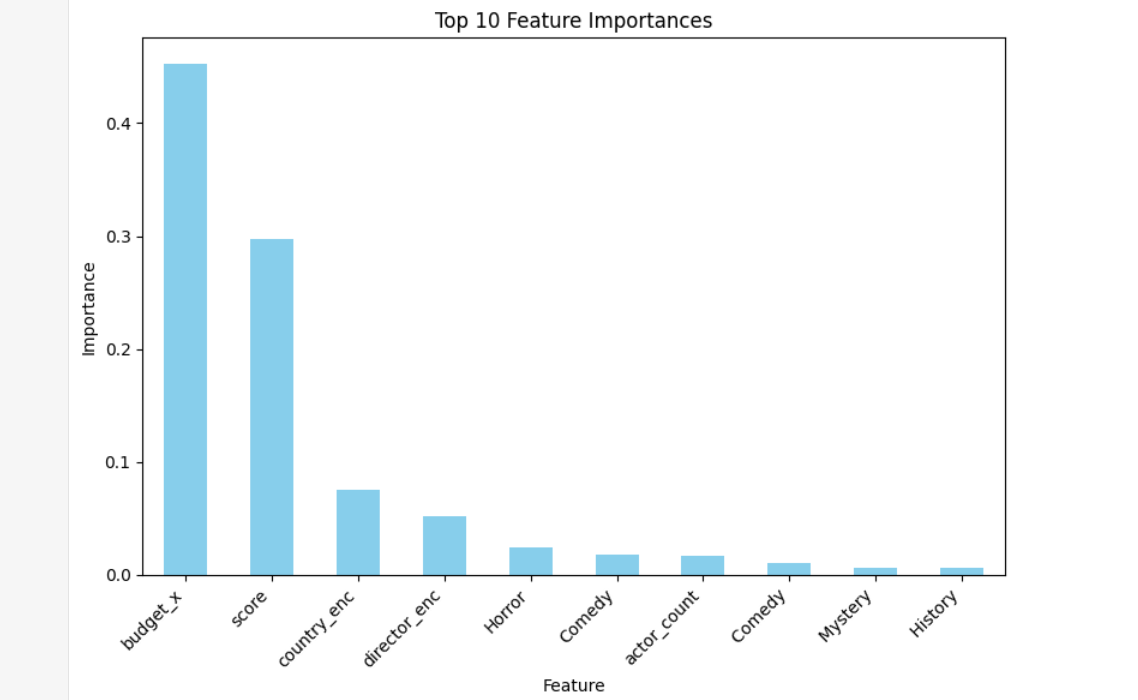 Top 10 Feature Importances
Importance
0.4
0.3
0.2
0.1
0.0
budget_x
score
country_enc
director_enc
Horror
Comedy
actor_count
Comedy
Mystery
History
Feature